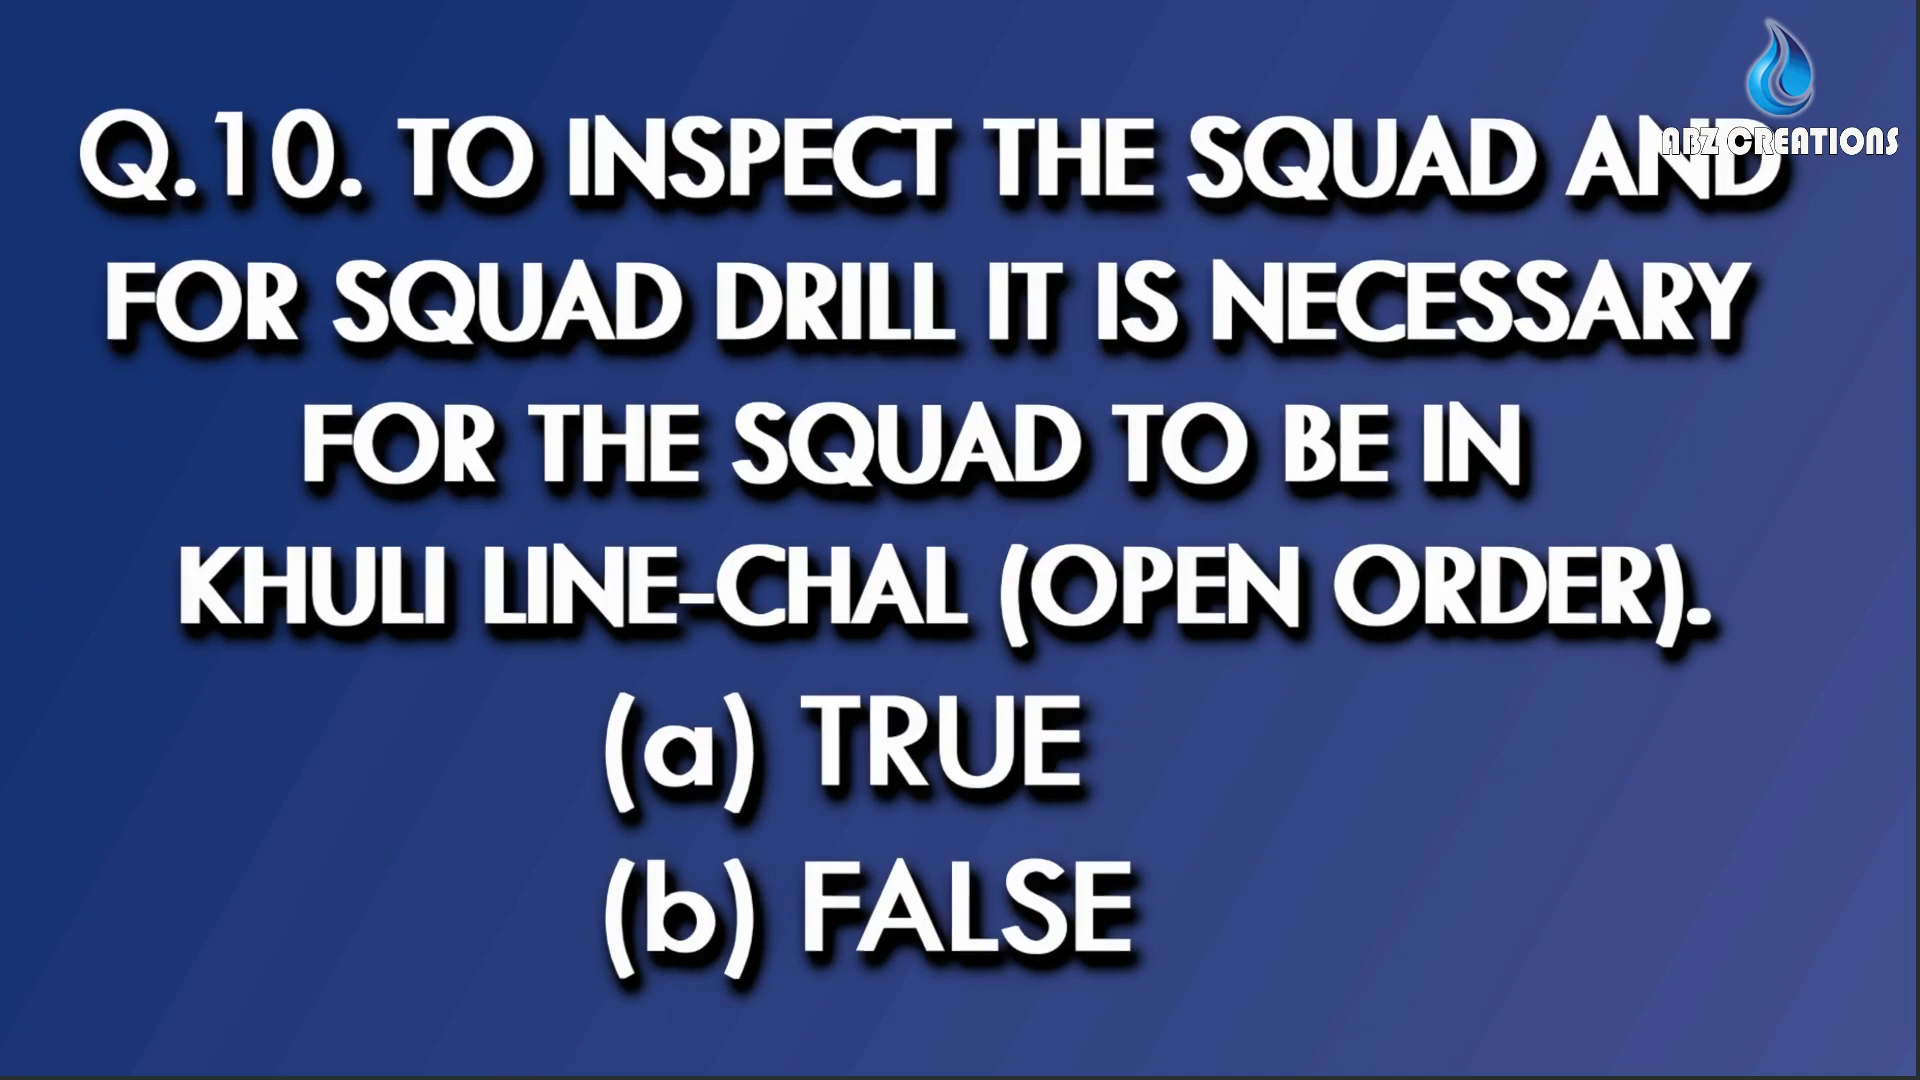 ABZ CREATIONS
Q.10. TO INSPECT THE SQUAD AND
FOR SQUAD DRILL IT IS NECESSARY
FOR THE SQUAD TO BE IN
KHULI LINE-CHAL (OPEN ORDER).
(a) TRUE
(b) FALSE